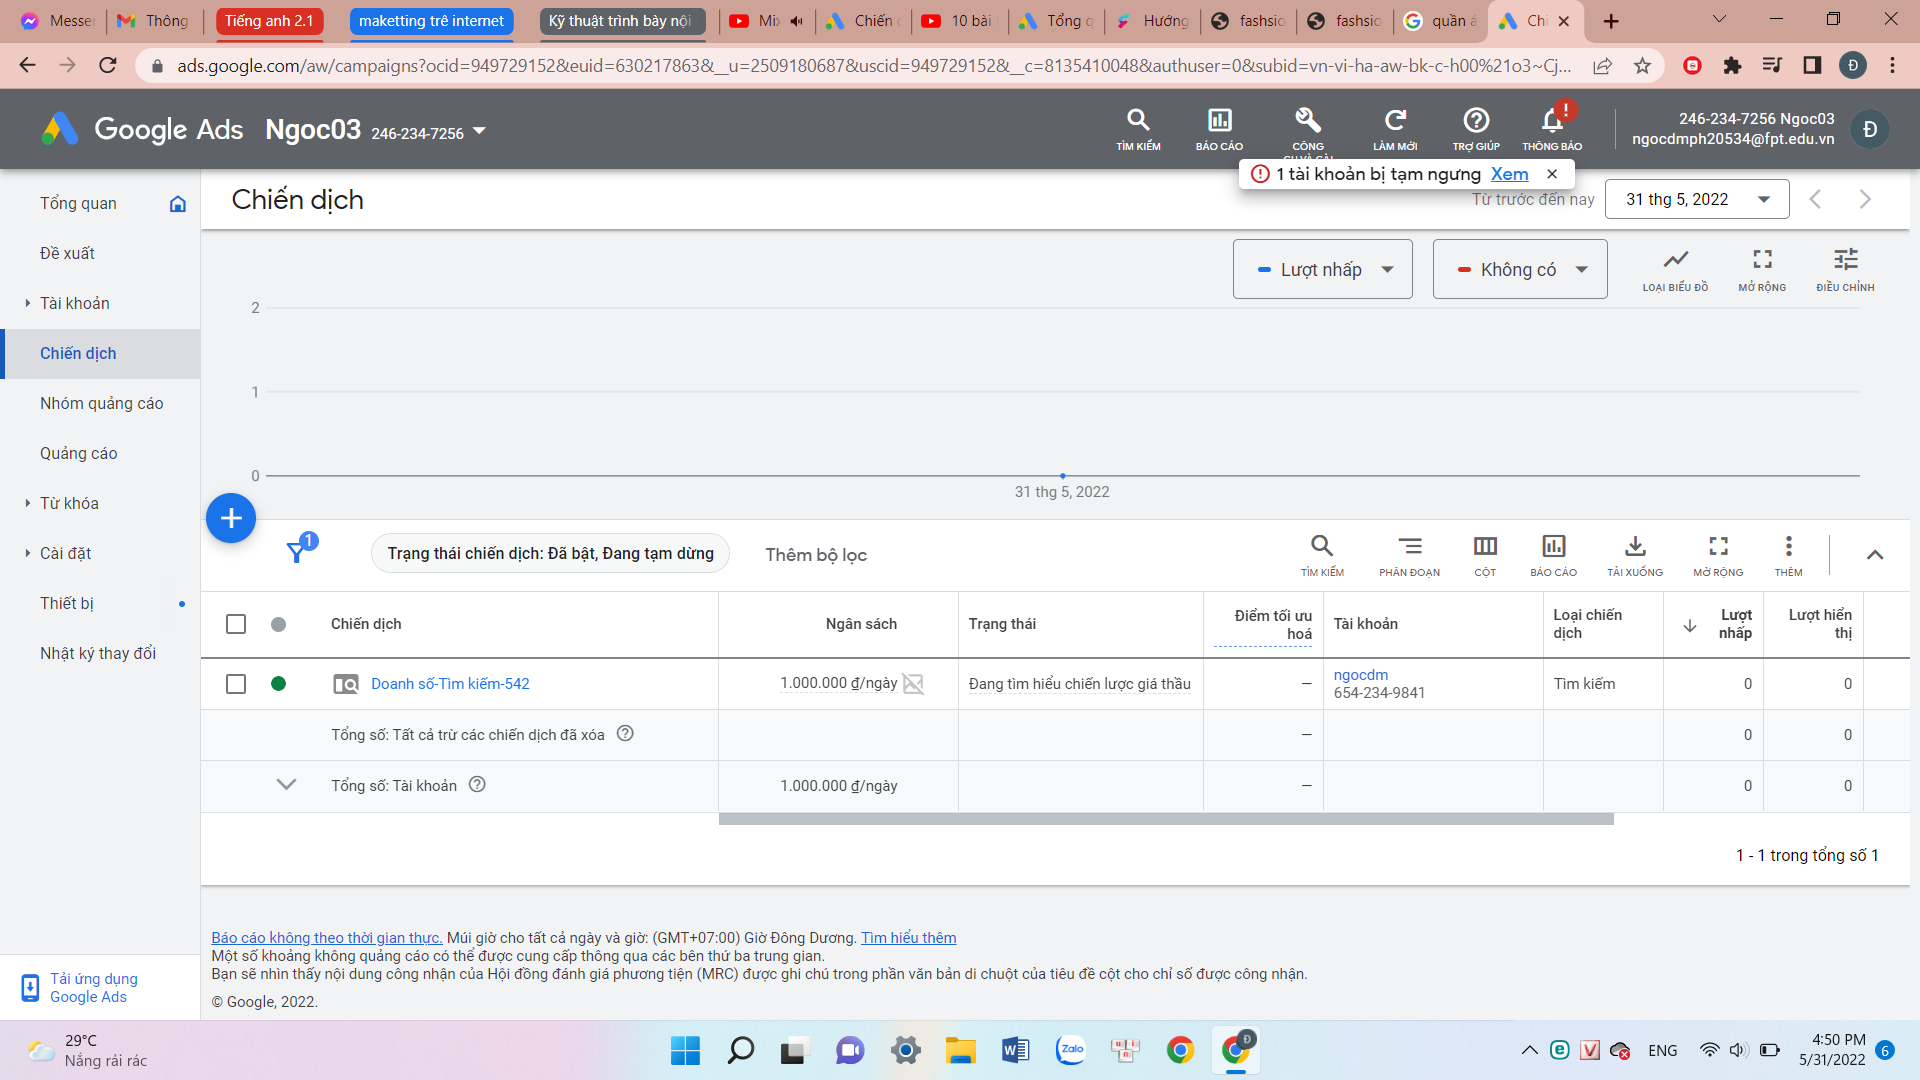 Messen
Thông
Tiếng anh 2.1
maketting trê internet
Kỹ thuật trình bày nội
Mix
Chiến d
10 bài
Tổng q
Hướng
fashsio
fashsio
quần á
Chi
ads.google.com/aw/campaigns?ocid=949729152&euid=630217863&__u=2509180687&uscid=949729152&__c=8135410048&authuser=0&subid=vn-vi-ha-aw-bk-c-h00%21o3~Cj...
Đ
Google Ads Ngoc03 246-234-7256
TÌM KIẾM
BÁO CÁO
CÔNG
LÀM MỚI
TRỢ GIÚP
THÔNG BÁO
246-234-7256 Ngoc03
ngocdmph20534@fpt.edu.vn
Đ
1 tài khoản bị tạm ngưng Xem
Tổng quan
Đề xuất
Tài khoản
Chiến dịch
Nhóm quảng cáo
Quảng cáo
Từ khóa
Cài đặt
Thiết bị
Nhật ký thay đổi
Tải ứng dụng
Google Ads
Chiến dịch
Từ trước đến nay
31 thg 5, 2022
Lượt nhấp
Không có
LOẠI BIỂU ĐỒ
MỞ RỘNG
ĐIỀU CHỈNH
2
1
0
31 thg 5, 2022
1
Trạng thái chiến dịch: Đã bật, Đang tạm dừng
Thêm bộ lọc
TÌM KIẾM
PHÂN ĐOẠN
CỘT
BÁO CÁO
TẢI XUỐNG
MỞ RỘNG
THÊM
Chiến dịch
Ngân sách
Trạng thái
Điểm tối ưu
hoá
Tài khoản
Loại chiến
dịch
Lượt
nhấp
Lượt hiển
thị
Doanh số-Tìm kiếm-542
1.000.000 ₫/ngày
Đang tìm hiểu chiến lược giá thầu
—
ngocdm
654-234-9841
Tìm kiếm
0
0
Tổng số: Tất cả trừ các chiến dịch đã xóa
—
0
0
Tổng số: Tài khoản
1.000.000 ₫/ngày
—
0
0
1 - 1 trong tổng số 1
Báo cáo không theo thời gian thực. Múi giờ cho tất cả ngày và giờ: (GMT+07:00) Giờ Đông Dương. Tìm hiểu thêm
Một số khoảng không quảng cáo có thể được cung cấp thông qua các bên thứ ba trung gian.
Bạn sẽ nhìn thấy nội dung công nhận của Hội đồng đánh giá phương tiện (MRC) được ghi chú trong phần văn bản di chuột của tiêu đề cột cho chỉ số được công nhận.
© Google, 2022.
29°C
Nắng rải rác
Zalo
Đ
ENG
4:50 PM
5/31/2022
6